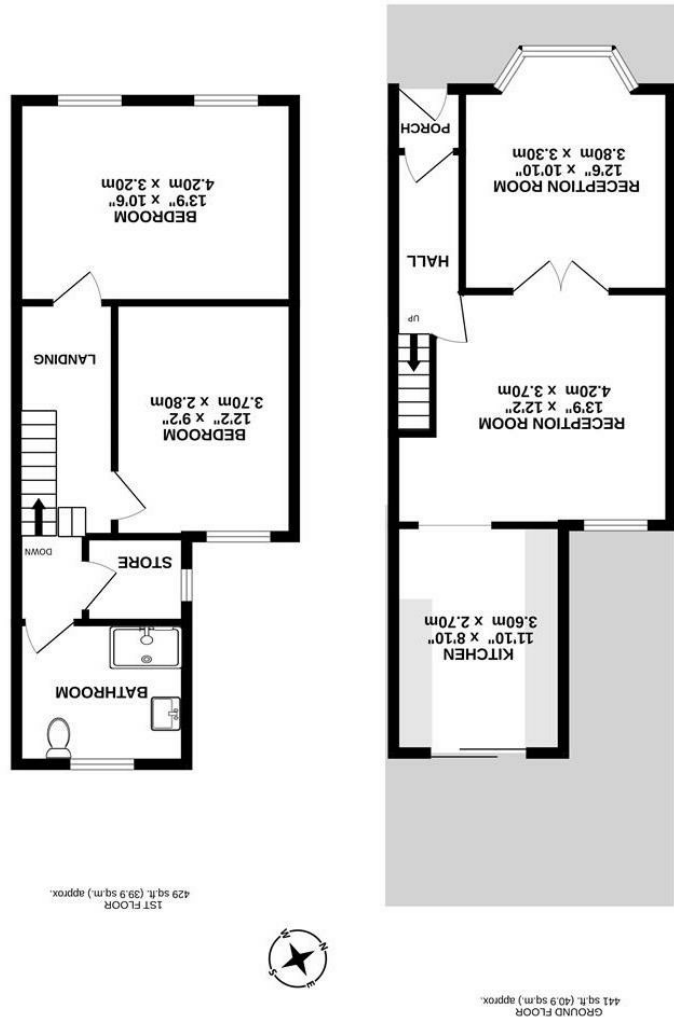 GROUND FLOOR
441 sq.ft. (40.9 sq.m.) approx.
1ST FLOOR
429 sq.ft. (39.9 sq.m.) approx.
N
E
S
W
KITCHEN
11'10" x 8'10"
3.60m x 2.70m
RECEPTION ROOM
13'9" x 12'2"
4.20m x 3.70m
UP
HALL
RECEPTION ROOM
12'6" x 10'10"
3.80m x 3.30m
PORCH
BATHROOM
STORE
DOWN
BEDROOM
12'2" x 9'2"
3.70m x 2.80m
LANDING
BEDROOM
13'9" x 10'6"
4.20m x 3.20m